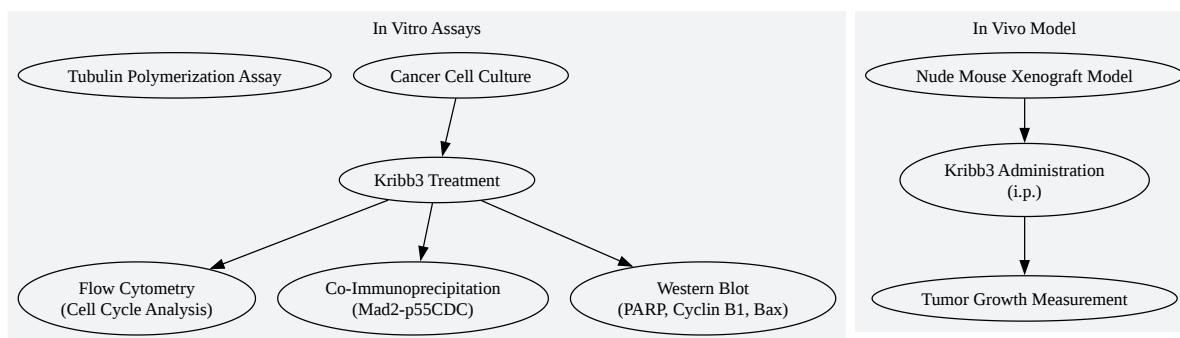 In Vitro Assays
Tubulin Polymerization Assay
Cancer Cell Culture
Kribb3 Treatment
Flow Cytometry
(Cell Cycle Analysis)
Co-Immunoprecipitation
(Mad2-p55CDC)
Western Blot
(PARP, Cyclin B1, Bax)
In Vivo Model
Nude Mouse Xenograft Model
Kribb3 Administration
(i.p.)
Tumor Growth Measurement